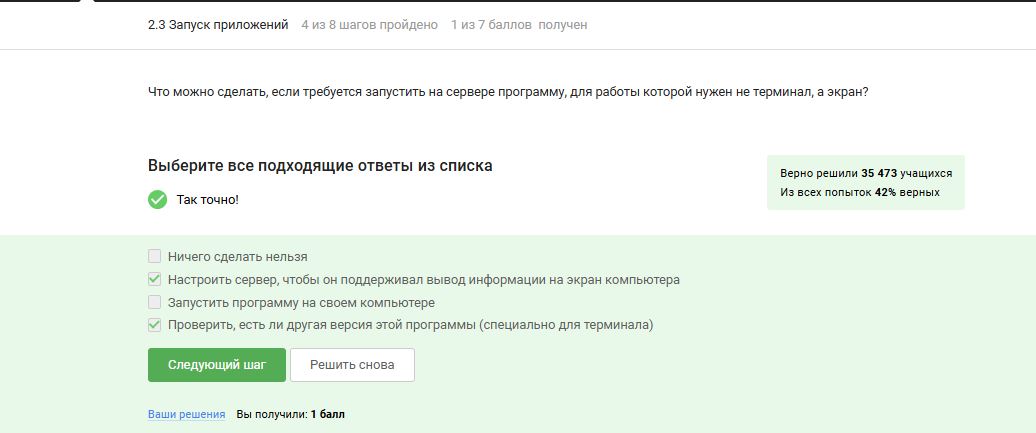 2.3 Запуск приложений 4 из 8 шагов пройдено 1 из 7 баллов получен
Что можно сделать, если требуется запустить на сервере программу, для работы которой нужен не терминал, а экран?
Выберите все подходящие ответы из списка
Так точно!
Верно решили 35 473 учащихся
Из всех попыток 42% верных
Ничего сделать нельзя
Настроить сервер, чтобы он поддерживал вывод информации на экран компьютера
Запустить программу на своем компьютере
Проверить, есть ли другая версия этой программы (специально для терминала)
Следующий шаг Решить снова
Ваши решения Вы получили: 1 балл